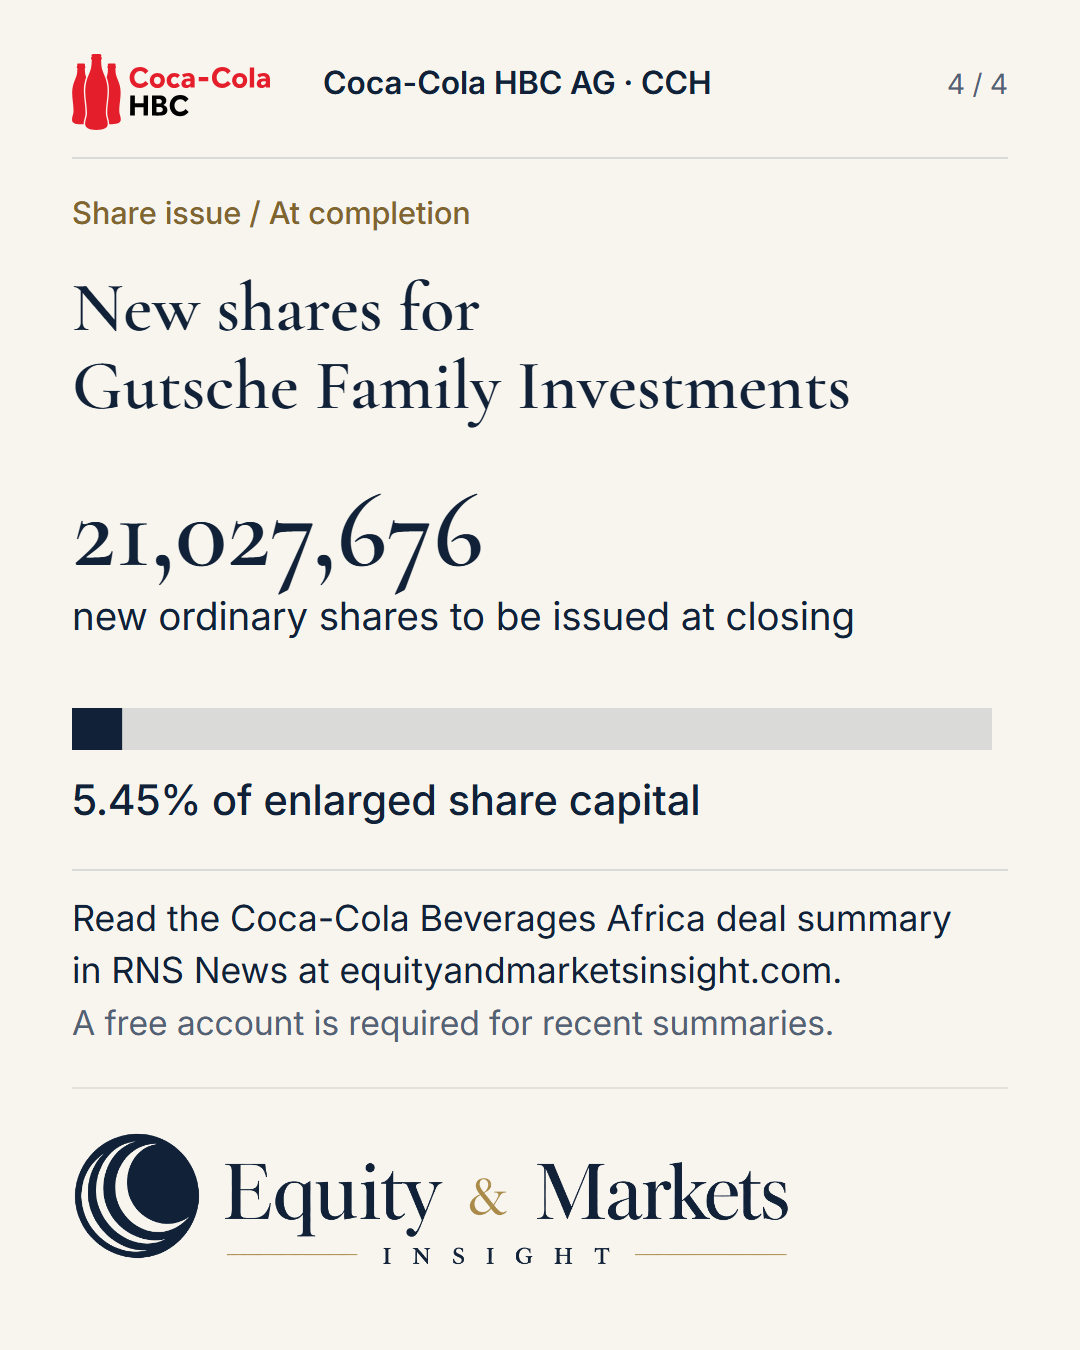 Coca-Cola
HBC
Coca-Cola HBC AG · CCH
4 / 4
Share issue / At completion
New shares for
Gutsche Family Investments
21,027,676
new ordinary shares to be issued at closing
5.45% of enlarged share capital
Read the Coca-Cola Beverages Africa deal summary
in RNS News at equityandmarketsinsight.com.
A free account is required for recent summaries.
Equity & Markets
INSIGHT